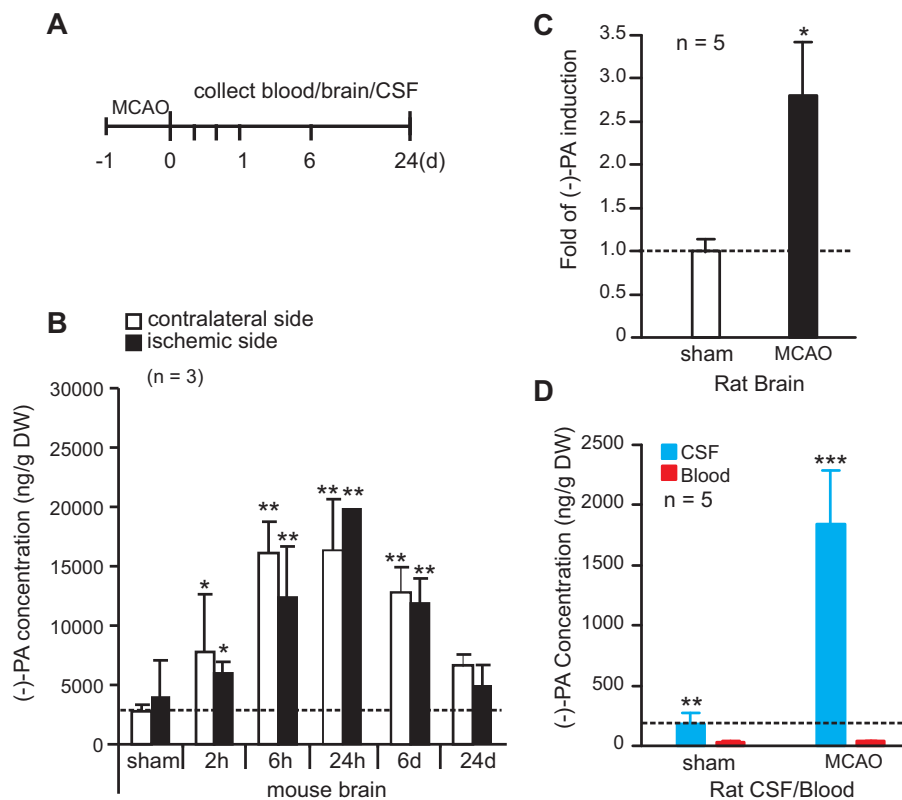 A
MCAO
collect blood/brain/CSF
-1 0 1 6 24(d)
B
contralateral side
ischemic side
(n = 3)
(-)-PA concentration (ng/g DW)
30000
25000
20000
15000
10000
5000
0
* * ** ** ** ** ** **
sham 2h 6h 24h 6d 24d
mouse brain
C
n = 5
*
Fold of (-)-PA induction
3.5
3.0
2.5
2.0
1.5
1.0
0.5
0
sham MCAO
Rat Brain
D
CSF
Blood
n = 5
(-)-PA Concentration (ng/g DW)
2500
2000
1500
1000
500
0
** ***
sham MCAO
Rat CSF/Blood